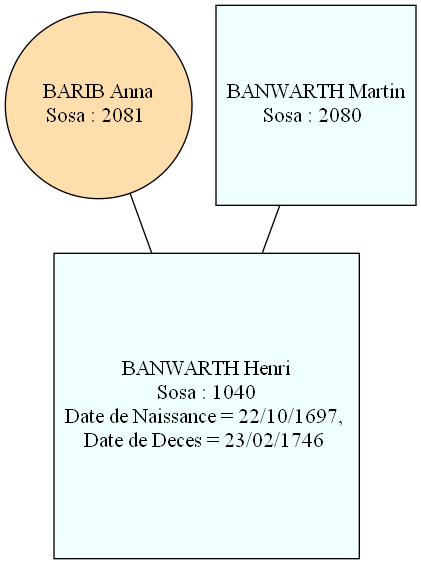 BARIB Anna
Sosa : 2081
BANWARTH Martin
Sosa : 2080
BANWARTH Henri
Sosa : 1040
Date de Naissance = 22/10/1697,
Date de Deces = 23/02/1746